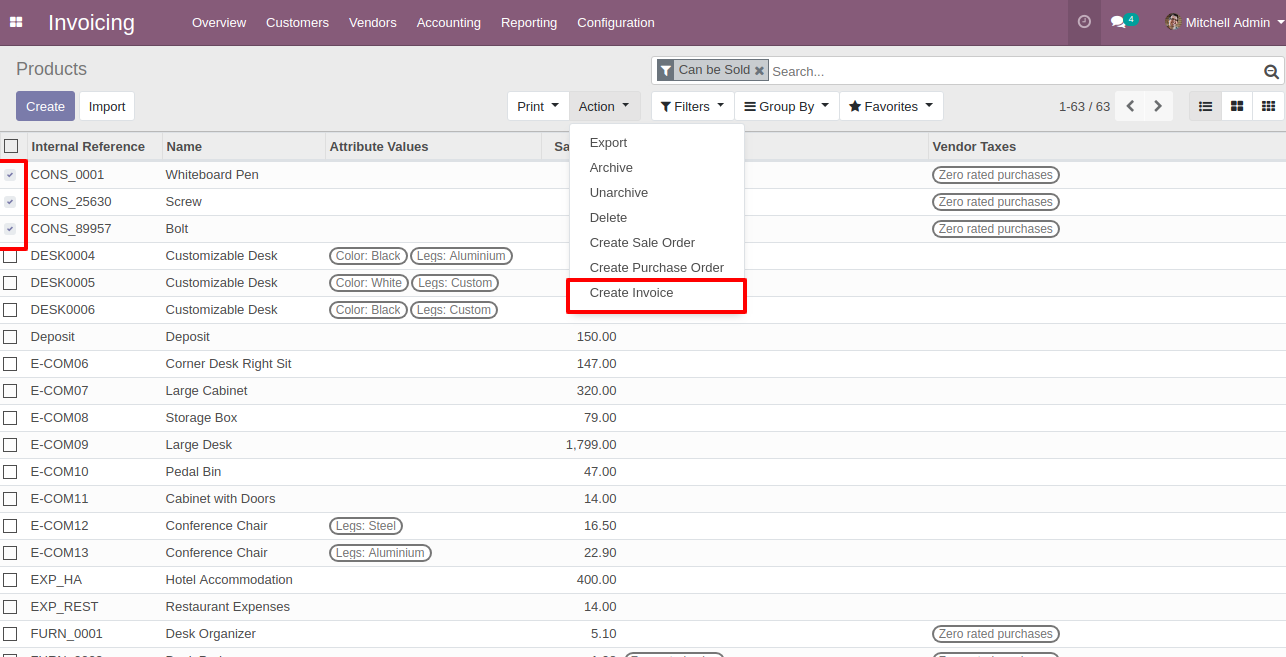 Invoicing Overview Customers Vendors Accounting Reporting Configuration 4 Mitchell Admin
Products Can be Sold Search...
Create Import Print Action Filters Group By Favorites 1-63 / 63
Internal Reference Name Attribute Values Sa Vendor Taxes
Export
Archive
Unarchive
Delete
Create Sale Order
Create Purchase Order
Create Invoice
CONS_0001 Whiteboard Pen Zero rated purchases
CONS_25630 Screw Zero rated purchases
CONS_89957 Bolt Zero rated purchases
DESK0004 Customizable Desk Color: Black Legs: Aluminium
DESK0005 Customizable Desk Color: White Legs: Custom
DESK0006 Customizable Desk Color: Black Legs: Custom
Deposit Deposit 150.00
E-COM06 Corner Desk Right Sit 147.00
E-COM07 Large Cabinet 320.00
E-COM08 Storage Box 79.00
E-COM09 Large Desk 1,799.00
E-COM10 Pedal Bin 47.00
E-COM11 Cabinet with Doors 14.00
E-COM12 Conference Chair Legs: Steel 16.50
E-COM13 Conference Chair Legs: Aluminium 22.90
EXP_HA Hotel Accommodation 400.00
EXP_REST Restaurant Expenses 14.00
FURN_0001 Desk Organizer 5.10 Zero rated purchases